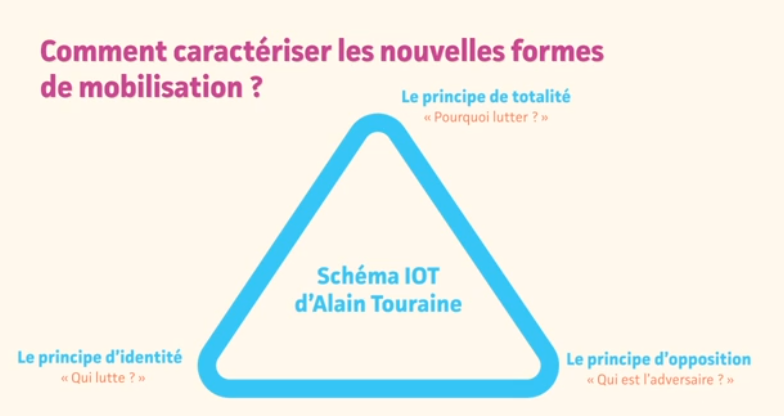 Comment caractériser les nouvelles formes
de mobilisation ?
Le principe de totalité
« Pourquoi lutter ? »
Schéma IOT
d'Alain Touraine
Le principe d'identité
« Qui lutte ? »
Le principe d'opposition
« Qui est l'adversaire ? »